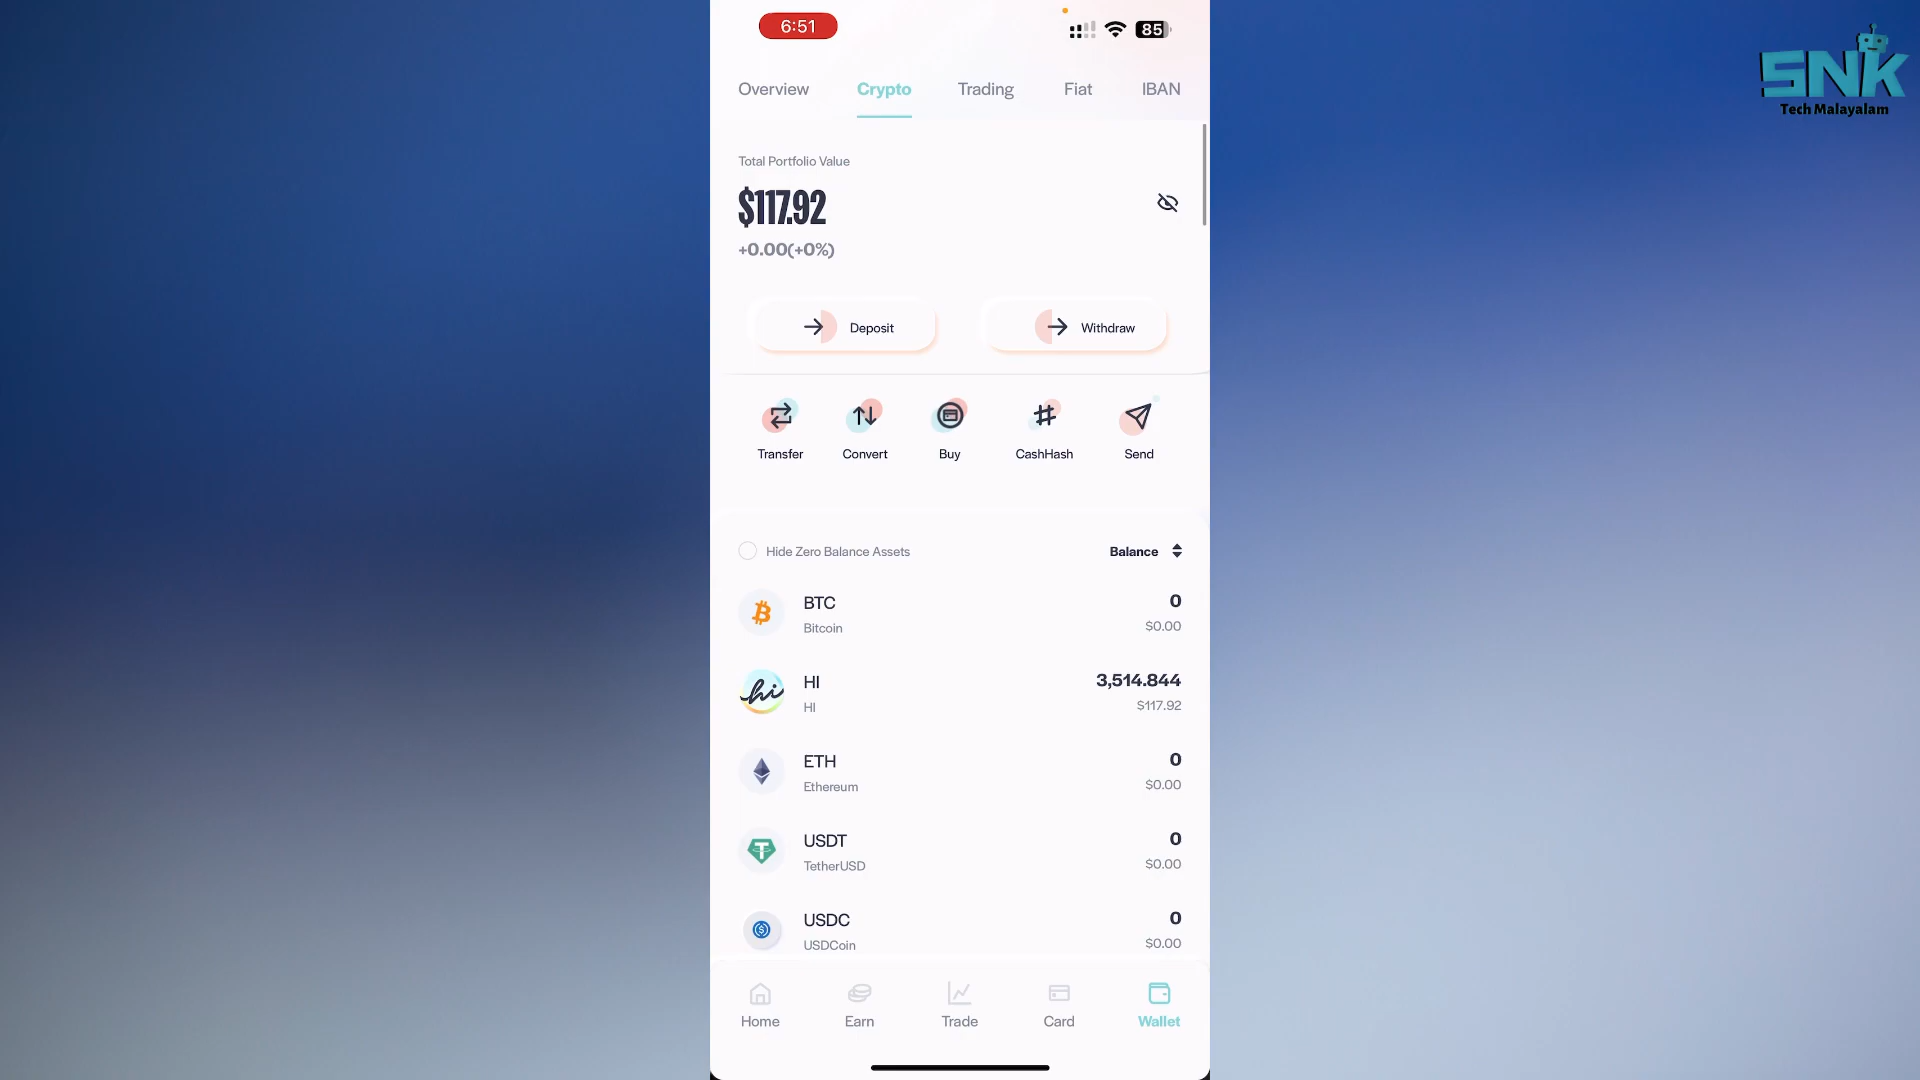 6:51
85
SNK
Tech Malayalam
Overview Crypto Trading Fiat IBAN
Total Portfolio Value
$117.92
+0.00(+0%)
Deposit Withdraw
Transfer Convert Buy CashHash Send
Hide Zero Balance Assets Balance
BTC 0
Bitcoin $0.00
hi
HI 3,514.844
HI $117.92
ETH 0
Ethereum $0.00
USDT 0
TetherUSD $0.00
USDC 0
USDCoin $0.00
Home Earn Trade Card Wallet